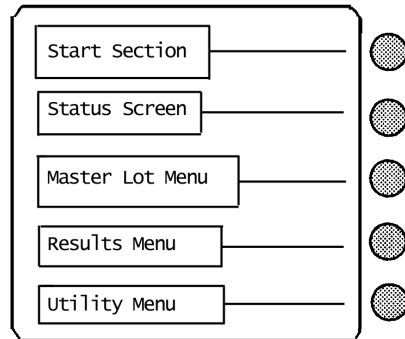 Start Section
Status Screen
Master Lot Menu
Results Menu
Utility Menu